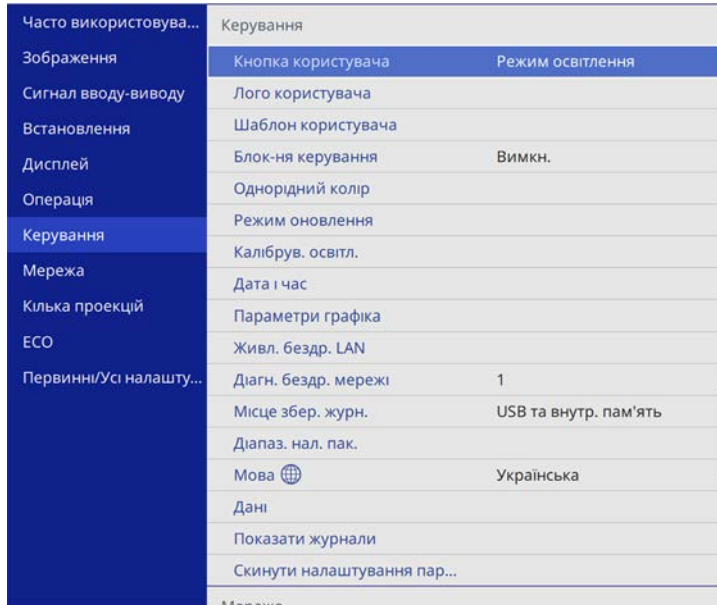 Часто використовува...
Зображення
Сигнал вводу-виводу
Встановлення
Дисплей
Операція
Керування
Мережа
Кілька проекцій
ECO
Первинні/Усі налашту...
Керування
Кнопка користувача Режим освітлення
Лого користувача
Шаблон користувача
Блок-ня керування Вимкн.
Однорідний колір
Режим оновлення
Калібрув. освітл.
Дата і час
Параметри графіка
Живл. бездр. LAN
Діагн. бездр. мережі 1
Місце збер. журн. USB та внутр. пам'ять
Діапаз. нал. пак.
Мова Українська
Дані
Показати журнали
Скинути налаштування пар...
Мережа